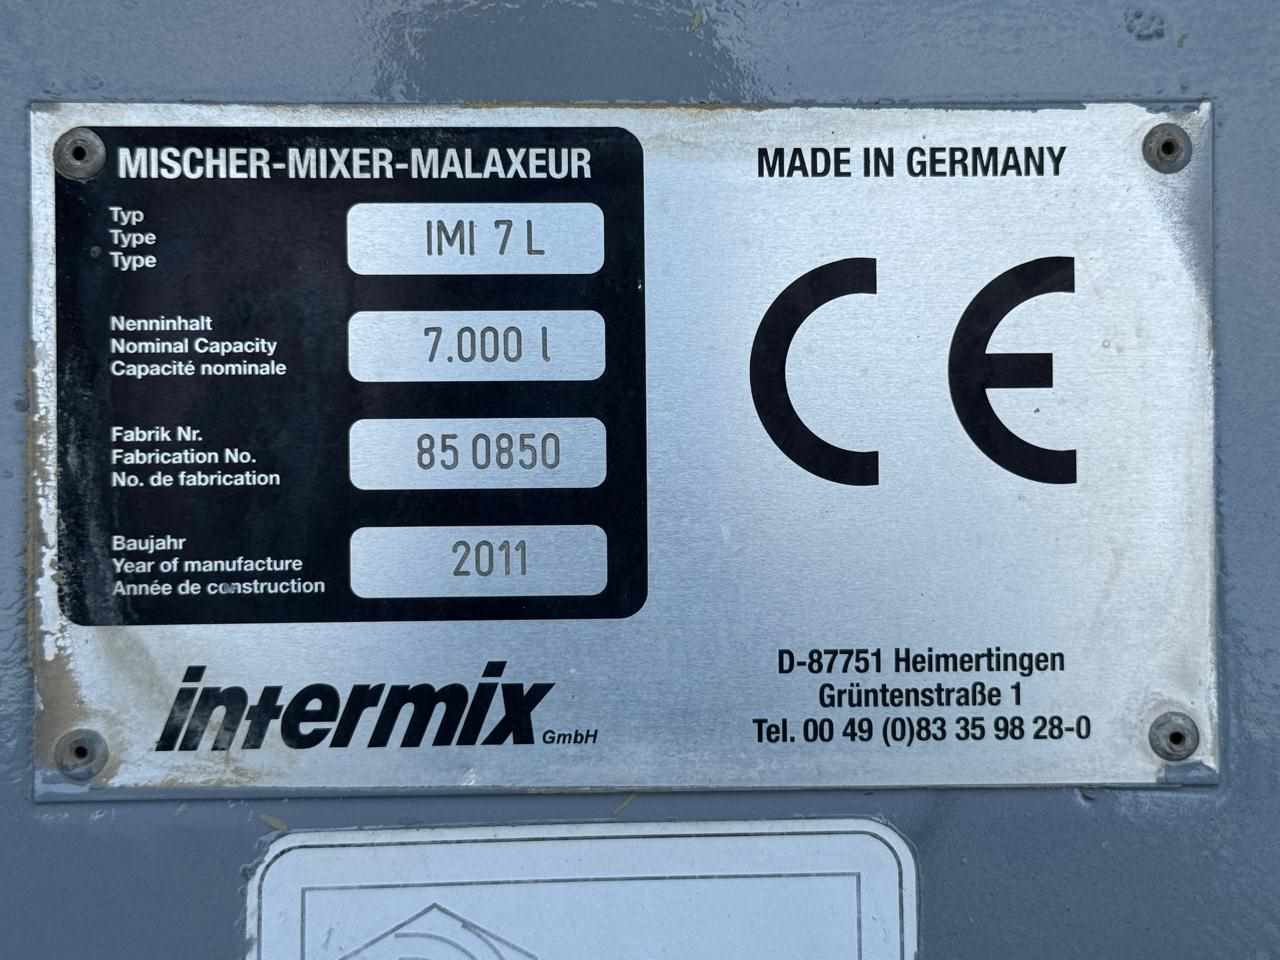 MISCHER-MIXER-MALAXEUR
Typ
Type
Type
IMI 7 L
Nenninhalt
Nominal Capacity
Capacité nominale
7.000 l
Fabrik Nr.
Fabrication No.
No. de fabrication
85 0850
Baujahr
Year of manufacture
Année de construction
2011
intermix GmbH
MADE IN GERMANY
CE
D-87751 Heimertingen
Grüntenstraße 1
Tel. 00 49 (0)83 35 98 28-0